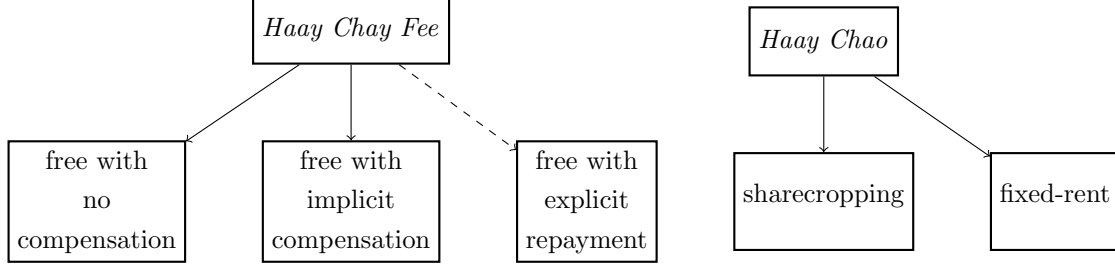 Haay Chay Fee
Haay Chao
free with
no
compensation
free with
implicit
compensation
free with
explicit
repayment
sharecropping
fixed-rent